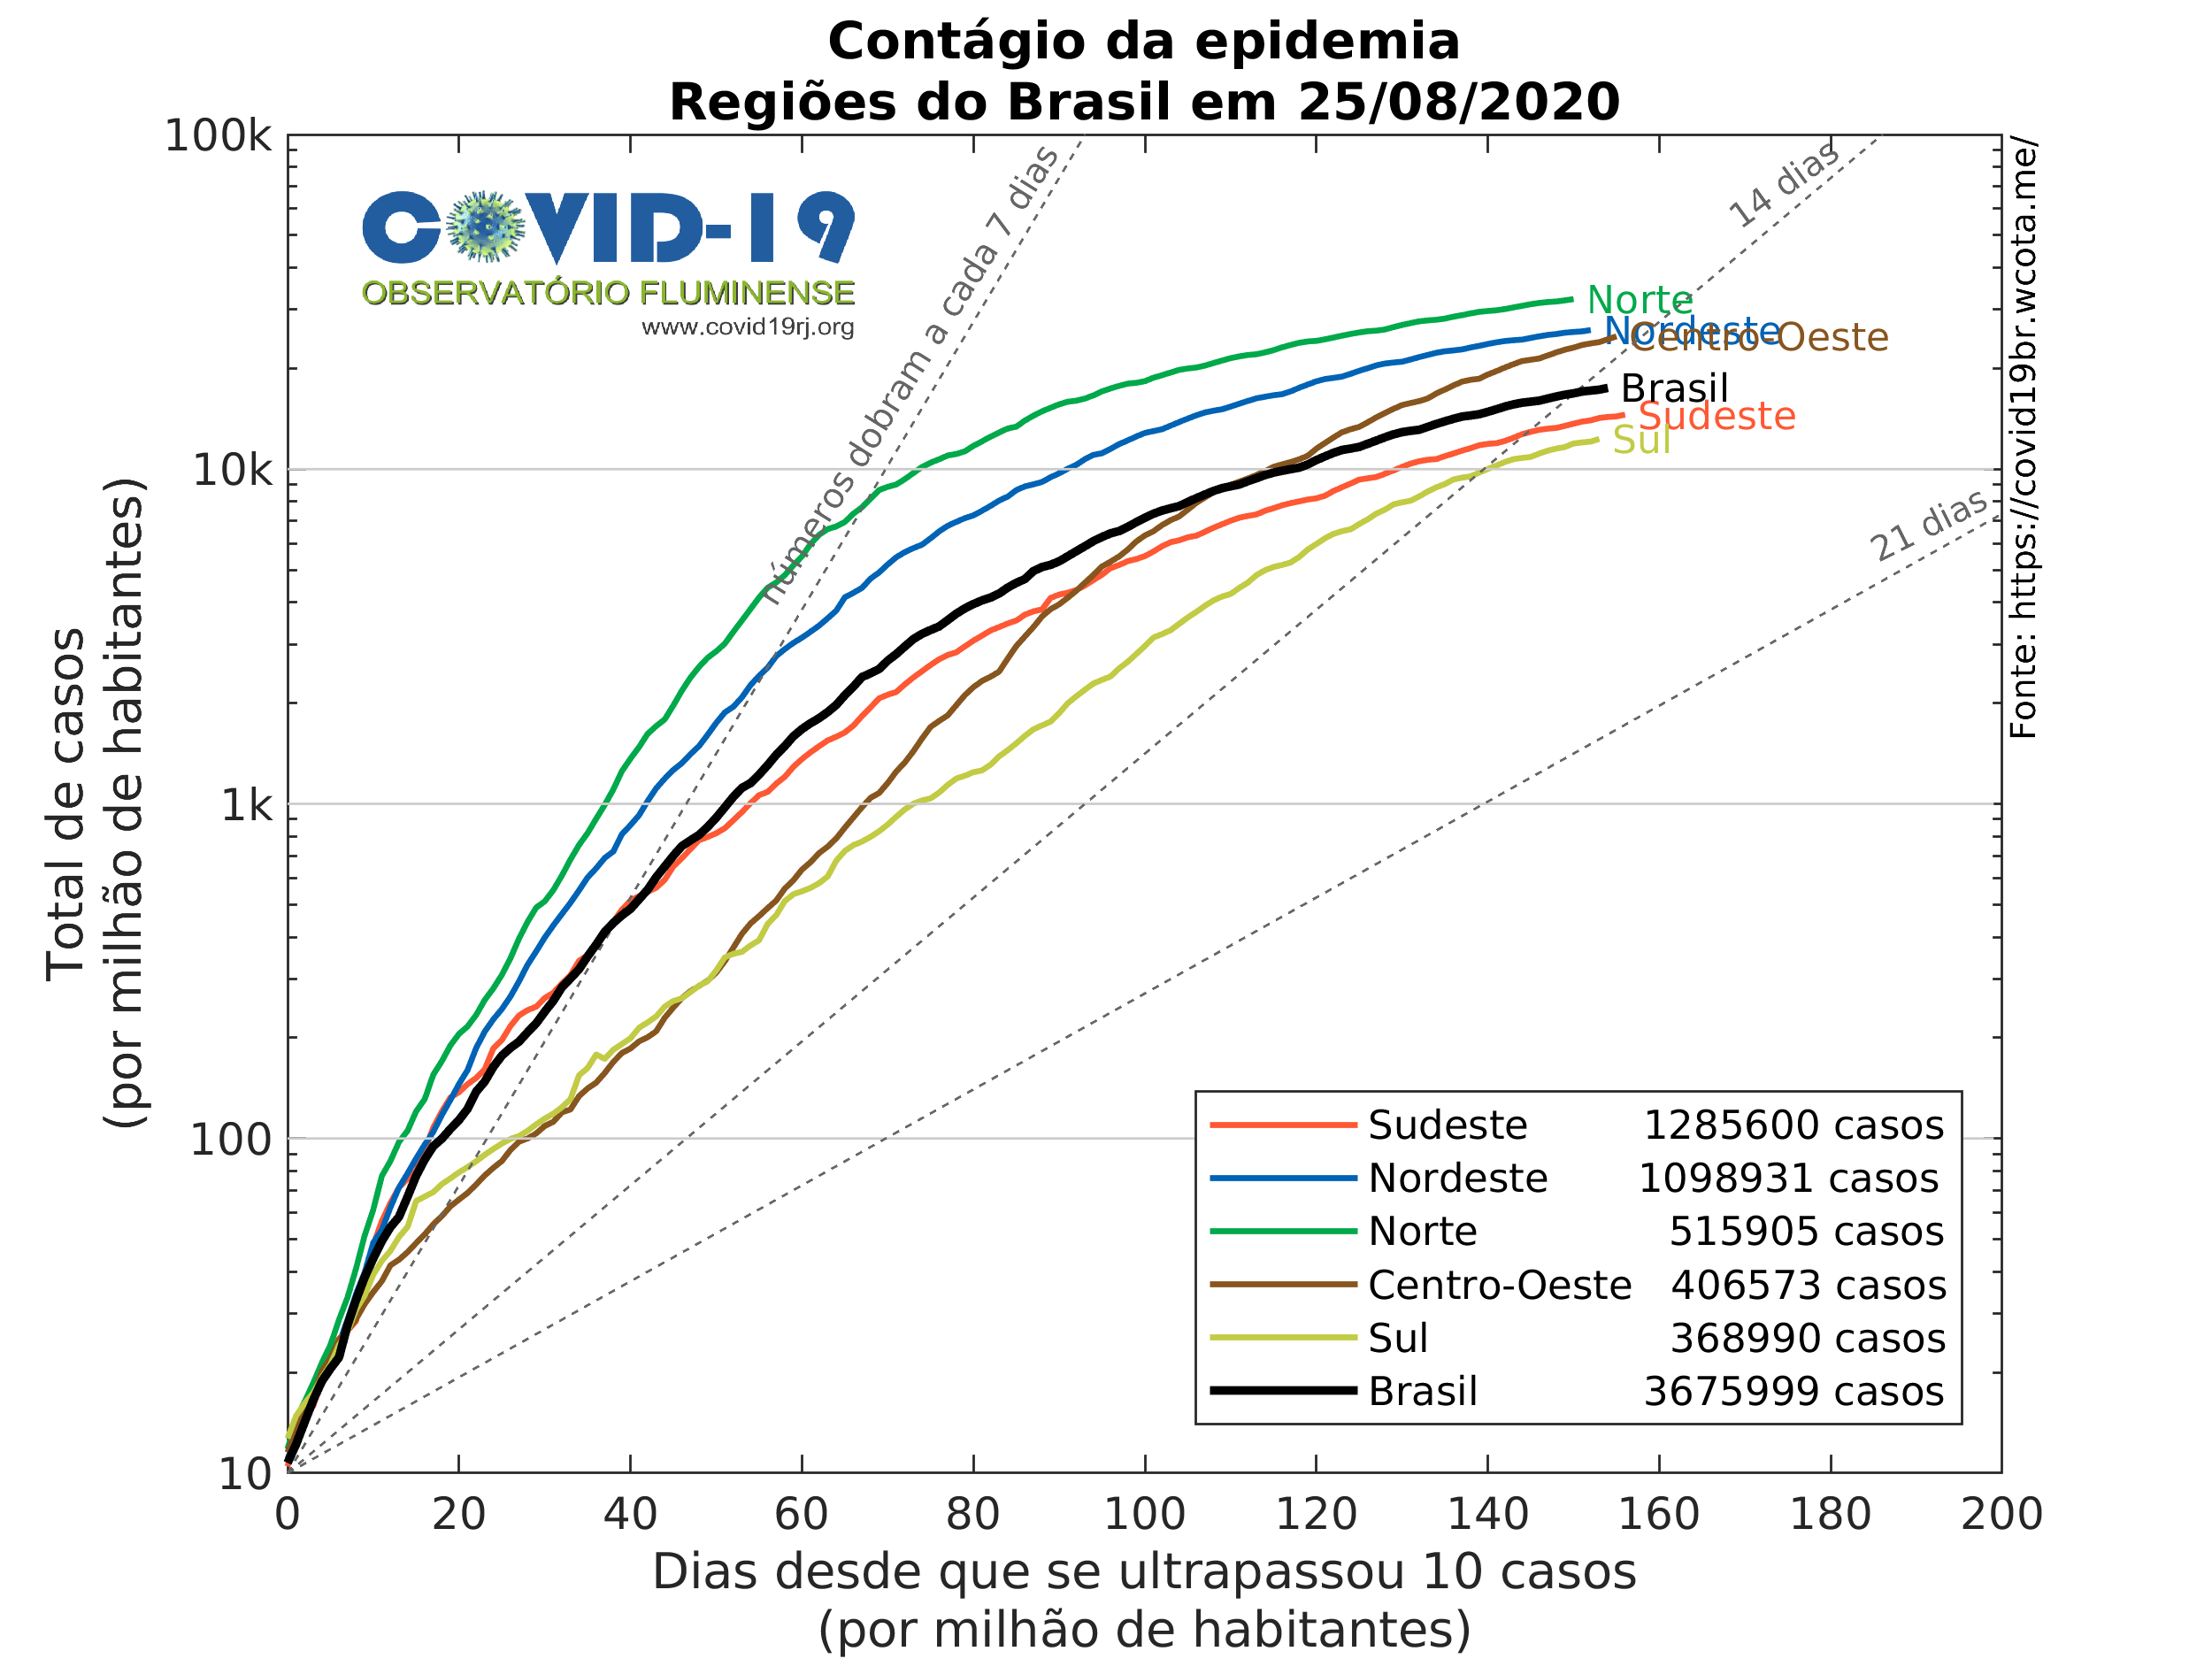 Contágio da epidemia
Regiões do Brasil em 25/08/2020
100k
10k
1k
100
10
Total de casos
(por milhão de habitantes)
COVID-19
OBSERVATÓRIO FLUMINENSE
www.covid19rj.org
números dobram a cada 7 dias
14 dias
21 dias
Norte
Nordeste
Centro-Oeste
Brasil
Sudeste
Sul
Fonte: https://covid19br.wcota.me/
Sudeste 1285600 casos
Nordeste 1098931 casos
Norte 515905 casos
Centro-Oeste 406573 casos
Sul 368990 casos
Brasil 3675999 casos
0 20 40 60 80 100 120 140 160 180 200
Dias desde que se ultrapassou 10 casos
(por milhão de habitantes)